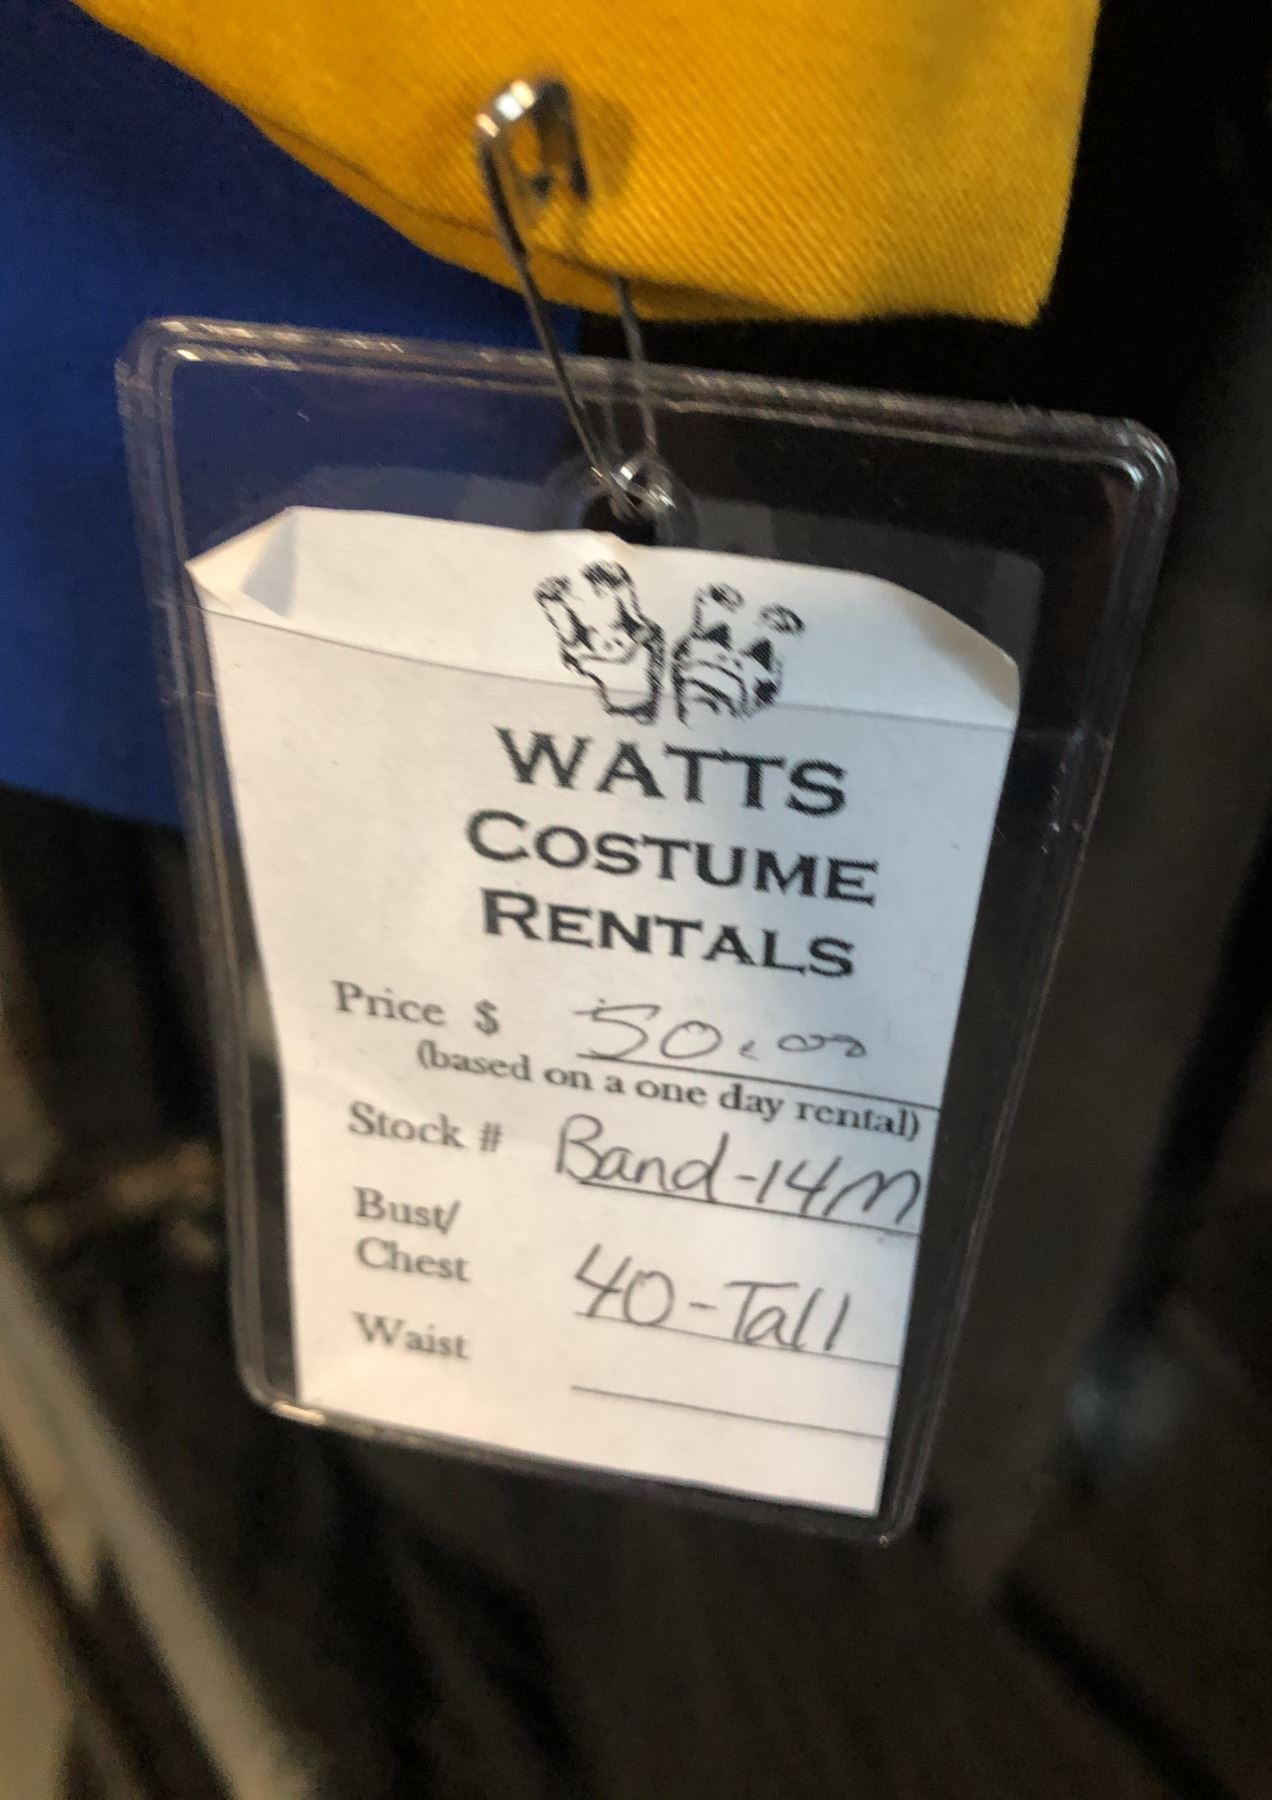 WATTS
COSTUME
RENTALS
Price $ 50.00
(based on a one day rental)
Stock # Band-14M
Bust/
Chest 40-Tall
Waist